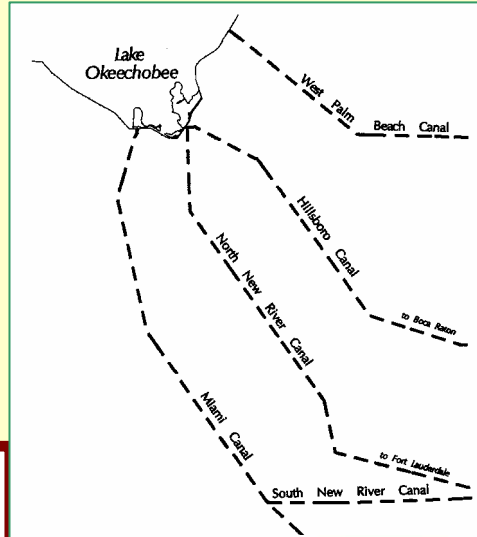 Lake
Okeechobee
West Palm
Beach Canal
Hillsboro Canal
to Boca Raton
North New River Canal
to Fort Lauderdale
Miami Canal
South New River Canal